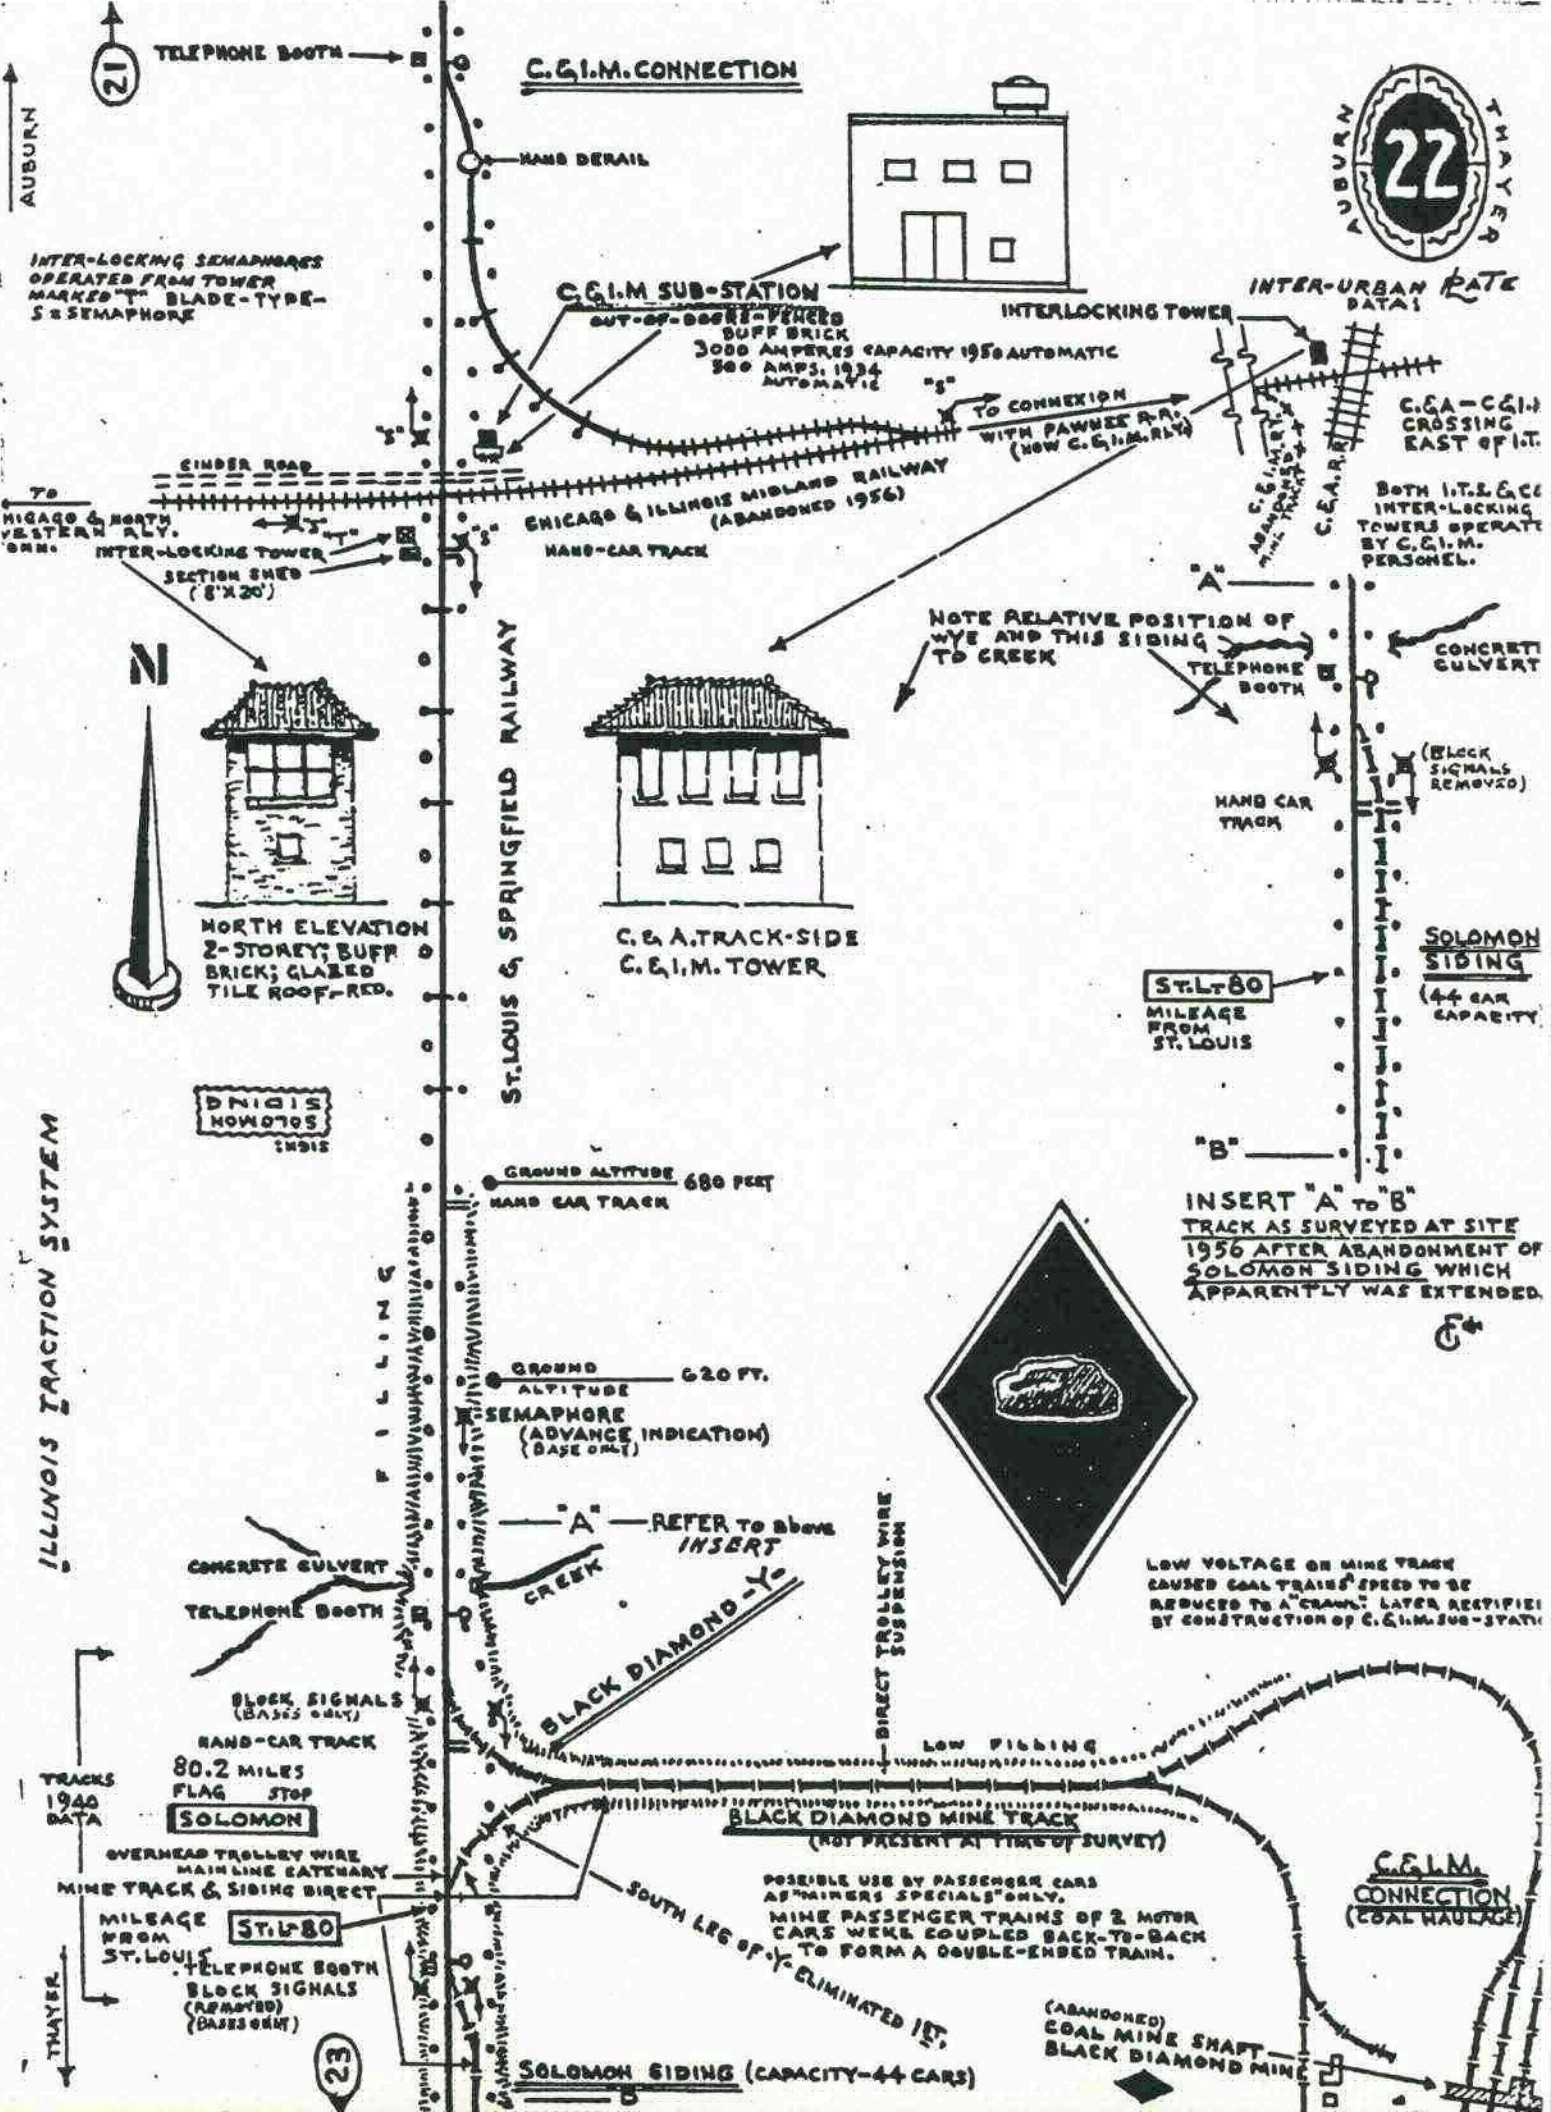 21
TELEPHONE BOOTH
AUBURN
C.&I.M. CONNECTION
HAND DERAIL
AUBURN
22
THAYER
INTER-LOCKING SEMAPHORES
OPERATED FROM TOWER
MARKED "T" BLADE-TYPE-
S = SEMAPHORE
C.&I.M SUB-STATION
OUT-OF-DOORS-FENCED
BUFF BRICK
3000 AMPERES CAPACITY 1950 AUTOMATIC
500 AMPS. 1934
AUTOMATIC
INTER-URBAN
DATA:
INTERLOCKING TOWER
"S"
TO CONNEXION
WITH PAWNEE R.R.
(NOW C.&I.M. RLY)
C.&A-C&I.
CROSSING
EAST OF I.T.
C.&I.M.RY.
ABANDONED
MINE TRACK
C.&A.R.R.
"S"
CINDER ROAD
TO
HICAGO & NORTH
WESTERN RLY.
ONN.
"S"
"T"
INTER-LOCKING TOWER
SECTION SHED
(8'X20')
"S"
CHICAGO & ILLINOIS MIDLAND RAILWAY
(ABANDONED 1956)
HAND-CAR TRACK
BOTH I.T.S. & C&
INTER-LOCKING
TOWERS OPERATE
BY C.&I.M.
PERSONEL.
"A"
NOTE RELATIVE POSITION OF
WYE AND THIS SIDING
TO CREEK
CONCRETE
CULVERT
TELEPHONE
BOOTH
(BLOCK
SIGNALS
REMOVED)
HAND CAR
TRACK
N
ST.LOUIS & SPRINGFIELD RAILWAY
NORTH ELEVATION
2-STOREY; BUFF
BRICK; GLAZED
TILE ROOF-RED.
C.& A.TRACK-SIDE
C.&I.M. TOWER
SOLOMON
SIDING
(44 CAR
CAPACITY
ST.L-80
MILEAGE
FROM
ST. LOUIS
SIGN:
SOLOMON
SIDING
"B"
INSERT "A" TO "B"
TRACK AS SURVEYED AT SITE
1956 AFTER ABANDONMENT OF
SOLOMON SIDING WHICH
APPARENTLY WAS EXTENDED.
ILLINOIS TRACTION SYSTEM
GROUND ALTITUDE 680 FEET
HAND CAR TRACK
FILLING
GROUND
ALTITUDE 620 FT.
SEMAPHORE
(ADVANCE INDICATION)
(BASE ONLY)
"A" REFER TO above
INSERT
CONCRETE CULVERT
CREEK
TELEPHONE BOOTH
BLACK DIAMOND-Y-
DIRECT TROLLEY WIRE
SUSPENSION
LOW VOLTAGE ON MINE TRACK
CAUSED COAL TRAINS' SPEED TO BE
REDUCED TO A "CRAWL". LATER RECTIFIE
BY CONSTRUCTION OF C.&I.M. SUB-STATI
BLOCK SIGNALS
(BASES ONLY)
HAND-CAR TRACK
LOW FILLING
80.2 MILES
FLAG STOP
SOLOMON
TRACKS
1940
DATA
BLACK DIAMOND MINE TRACK
(NOT PRESENT AT TIME OF SURVEY)
OVERHEAD TROLLEY WIRE
MAIN LINE CATENARY
MINE TRACK & SIDING DIRECT
POSSIBLE USE BY PASSENGER CARS
AS "MINERS SPECIALS" ONLY.
MINE PASSENGER TRAINS OF 2 MOTOR
CARS WERE COUPLED BACK-TO-BACK
TO FORM A DOUBLE-ENDED TRAIN.
SOUTH LEG OF -Y- ELIMINATED 1ST.
C.&I.M.
CONNECTION
(COAL HAULAGE)
MILEAGE
FROM
ST.LOUIS
ST.L-80
TELEPHONE BOOTH
BLOCK SIGNALS
(REMOVED)
(BASES ONLY)
THAYER
23
SOLOMON SIDING (CAPACITY-44 CARS)
B
(ABANDONED)
COAL MINE SHAFT
BLACK DIAMOND MINE